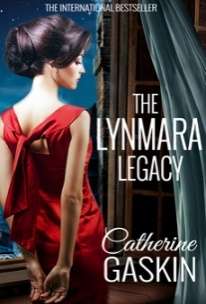 THE INTERNATIONAL BESTSELLER
THE
LYNMARA
LEGACY
Catherine
GASKIN